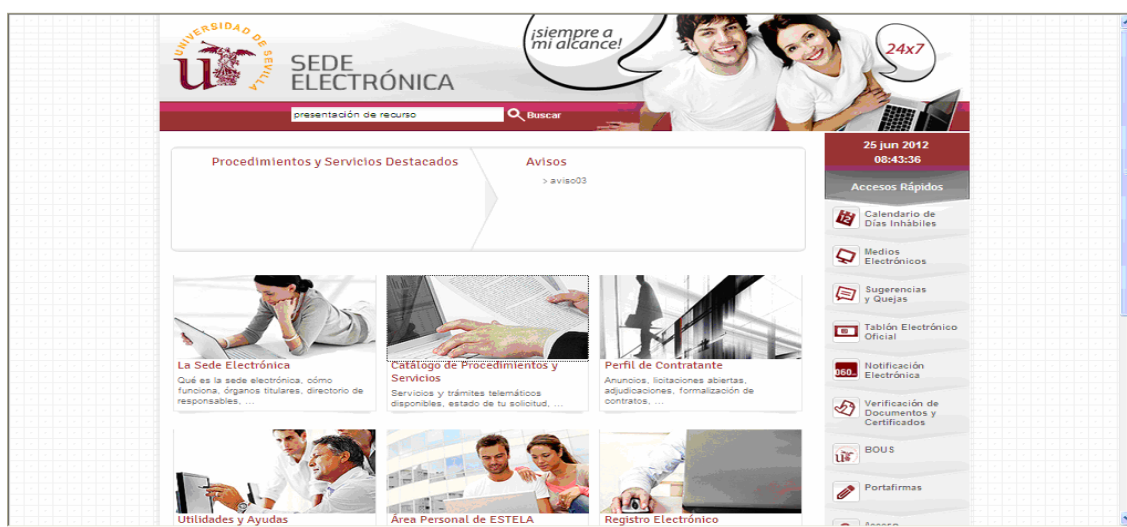 UNIVERSIDAD DE SEVILLA
SEDE
ELECTRÓNICA
¡siempre a
mi alcance!
24x7
presentación de recurso
Buscar
Procedimientos y Servicios Destacados
Avisos
> aviso03
25 jun 2012
08:43:36
Accesos Rápidos
Calendario de
Días Inhábiles
Medios
Electrónicos
Sugerencias
y Quejas
Tablón Electrónico
Oficial
060
Notificación
Electrónica
Verificación de
Documentos y
Certificados
BOUS
Portafirmas
Acceso
La Sede Electrónica
Qué es la sede electrónica, cómo
funciona, órganos titulares, directorio de
responsables, ...
Catálogo de Procedimientos y
Servicios
Servicios y trámites telemáticos
disponibles, estado de tu solicitud, ...
Perfil de Contratante
Anuncios, licitaciones abiertas,
adjudicaciones, formalización de
contratos, ...
Utilidades y Ayudas
Área Personal de ESTELA
Registro Electrónico